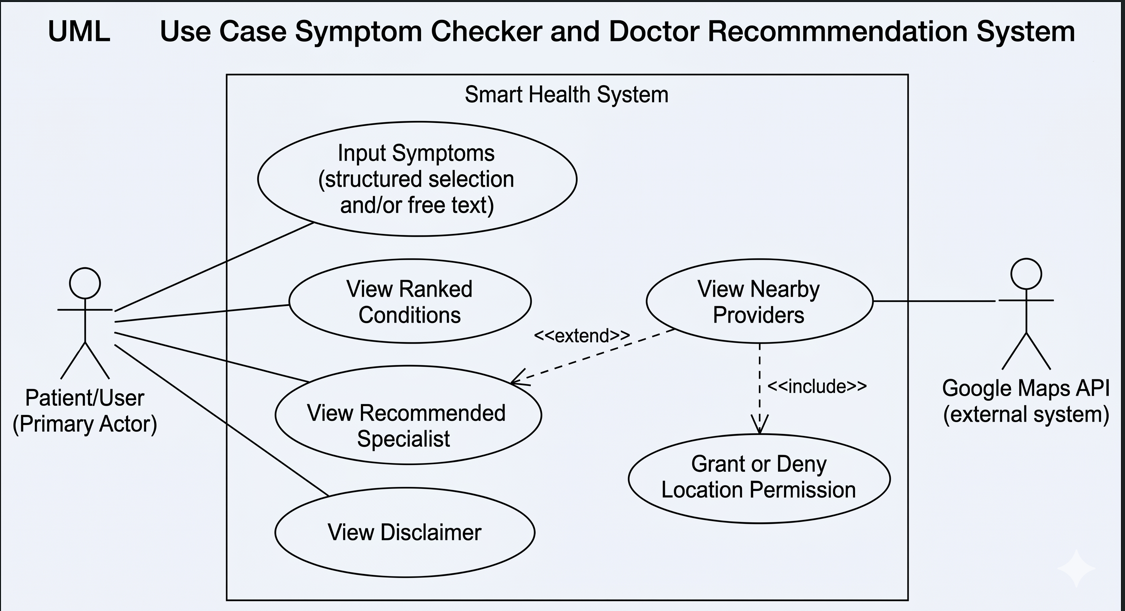 UML Use Case Symptom Checker and Doctor Recommmendation System
Smart Health System
Input Symptoms
(structured selection
and/or free text)
View Ranked
Conditions
View Nearby
Providers
<<extend>>
<<include>>
Patient/User
(Primary Actor)
Google Maps API
(external system)
View Recommended
Specialist
Grant or Deny
Location Permission
View Disclaimer